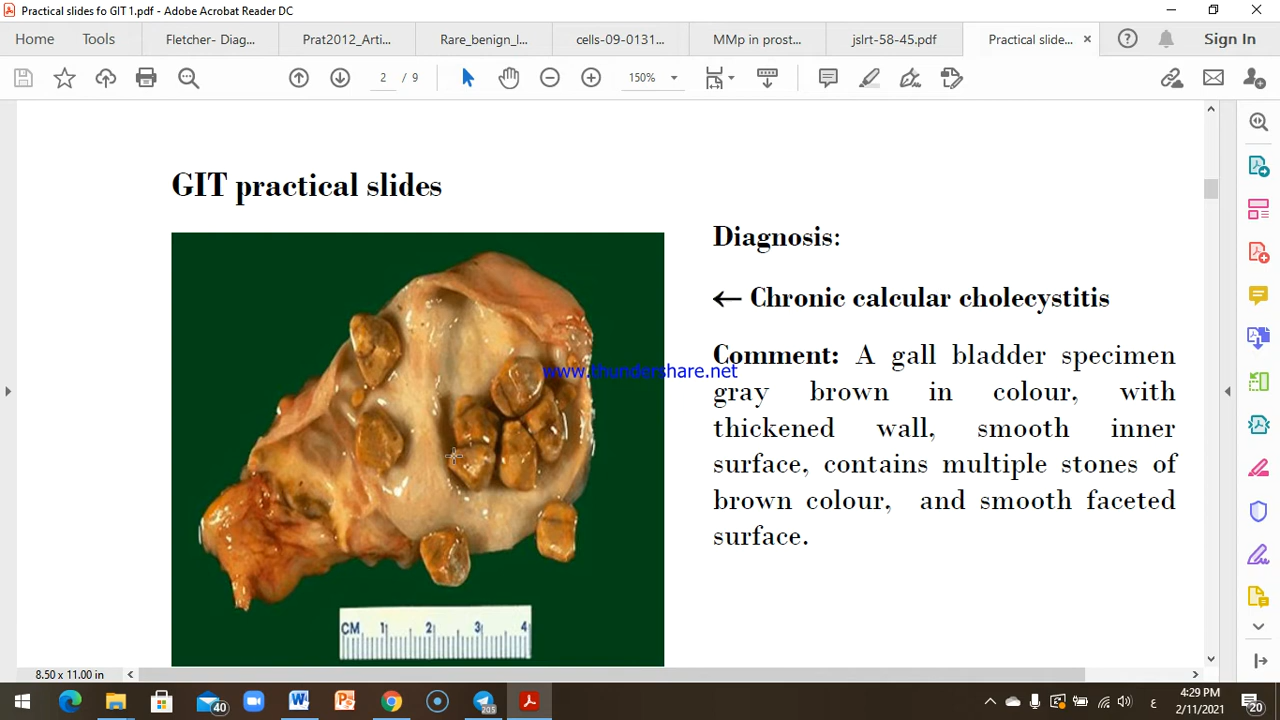 Practical slides fo GIT 1.pdf - Adobe Acrobat Reader DC
Home Tools Fletcher- Diag... Prat2012_Arti... Rare_benign_l... cells-09-0131... MMp in prost... jslrt-58-45.pdf Practical slide... × Sign In
2 / 9 150%
GIT practical slides
Diagnosis:
← Chronic calcular cholecystitis
Comment: A gall bladder specimen
gray brown in colour, with
thickened wall, smooth inner
surface, contains multiple stones of
brown colour, and smooth faceted
surface.
www.thundershare.net
CM 1 2 3 4
8.50 x 11.00 in
40 205 ع 4:29 PM
2/11/2021 20